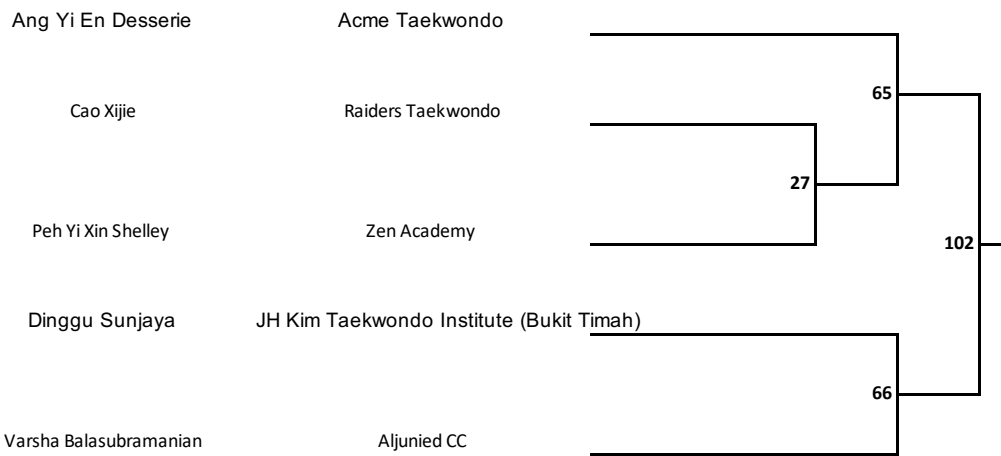 Ang Yi En Desserie Acme Taekwondo
65
Cao Xijie Raiders Taekwondo
27
Peh Yi Xin Shelley Zen Academy
102
Dinggu Sunjaya JH Kim Taekwondo Institute (Bukit Timah)
66
Varsha Balasubramanian Aljunied CC